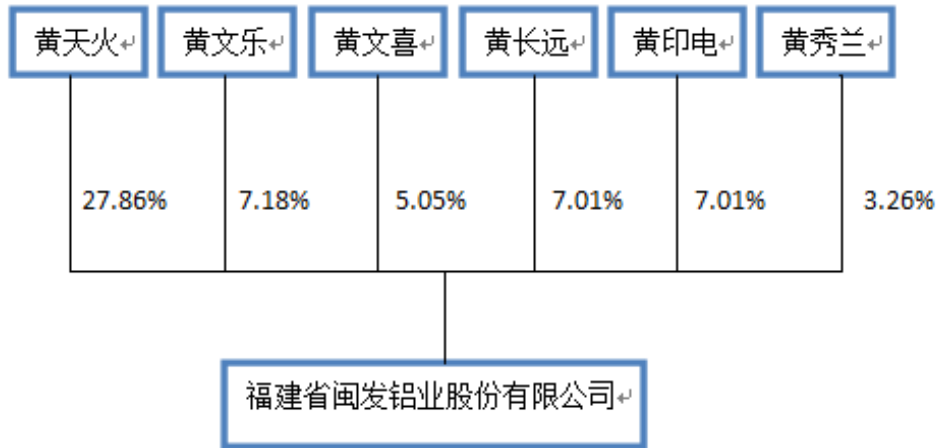 黄天火
黄文乐
黄文喜
黄长远
黄印电
黄秀兰
27.86%
7.18%
5.05%
7.01%
7.01%
3.26%
福建省闽发铝业股份有限公司